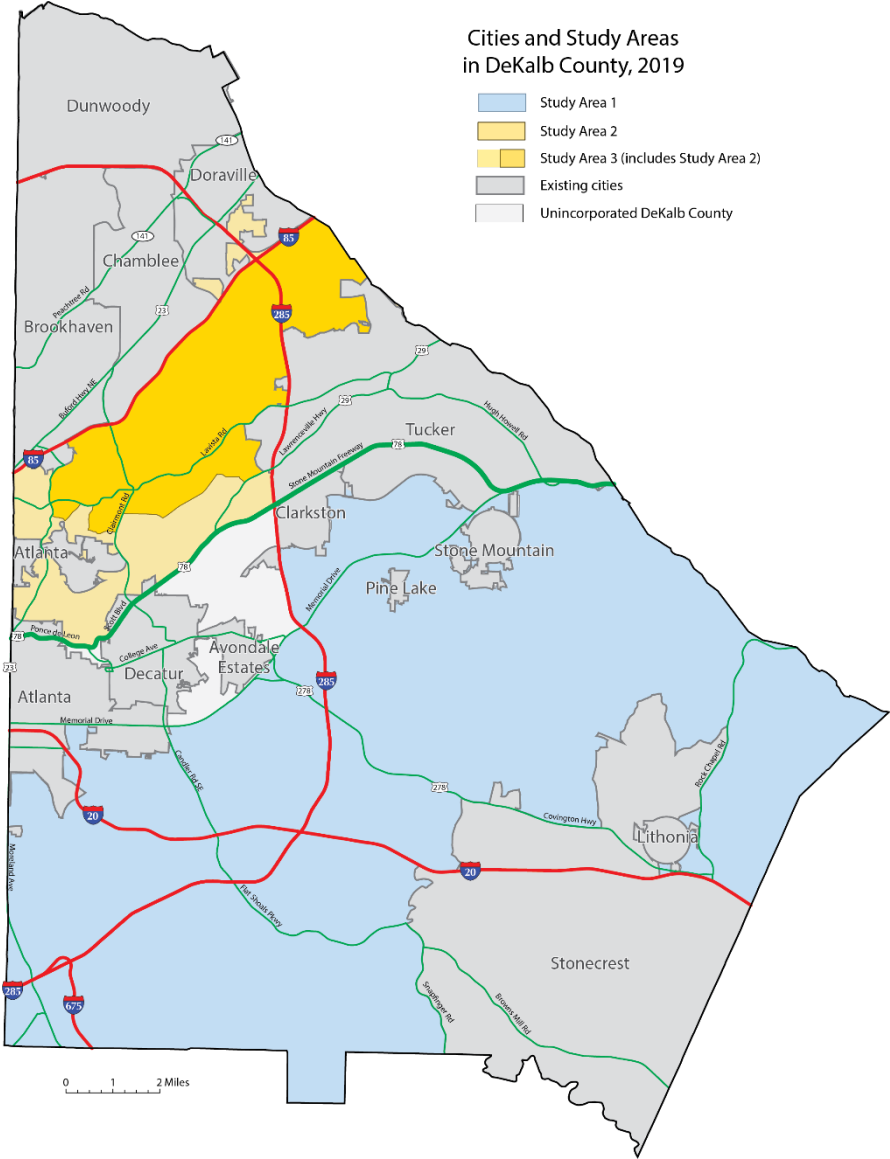 Cities and Study Areas
in DeKalb County, 2019
Study Area 1
Study Area 2
Study Area 3 (includes Study Area 2)
Existing cities
Unincorporated DeKalb County
Dunwoody
141
Doraville
141
85
Chamblee
Peachtree Rd
23
285
Brookhaven
29
Buford Hwy NE
29
Lawrenceville Hwy
Hugh Howell Rd
Lavista Rd
Tucker
78
85
Stone Mountain Freeway
Clairmont Rd
Clarkston
Atlanta
Stone Mountain
78
Pine Lake
Memorial Drive
Scott Blvd
78
Ponce de Leon
College Ave
Avondale
Estates
23
Decatur
285
278
Atlanta
Memorial Drive
Candler Rd SE
Rock Chapel Rd
278
20
Covington Hwy
Lithonia
Moreland Ave
20
Flat Shoals Pkwy
Stonecrest
285
675
Snapfinger Rd
Browns Mill Rd
0 1 2 Miles